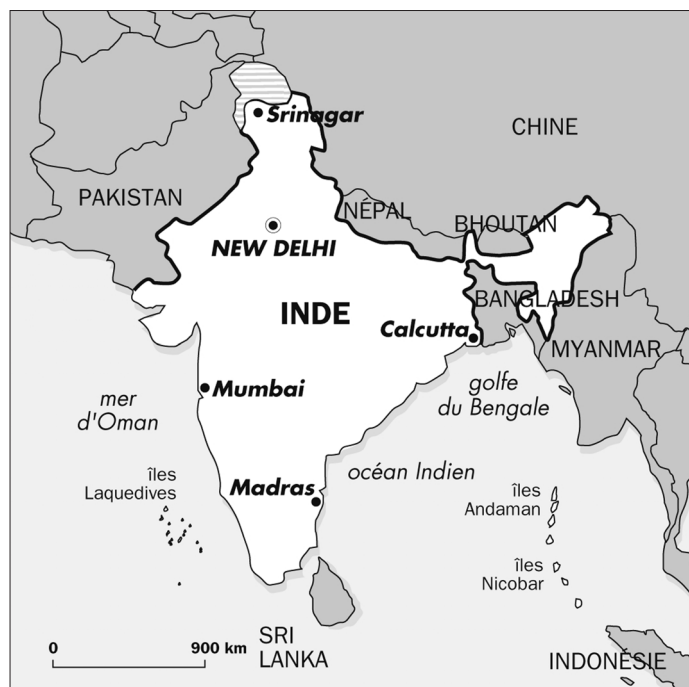 Srinagar
CHINE
PAKISTAN
NÉPAL
BHOUTAN
NEW DELHI
BANGLADESH
INDE
Calcutta
MYANMAR
golfe
du Bengale
Mumbai
mer
d'Oman
océan Indien
îles
Laquedives
Madras
îles
Andaman
îles
Nicobar
0
900 km
SRI
LANKA
INDONÉSIE